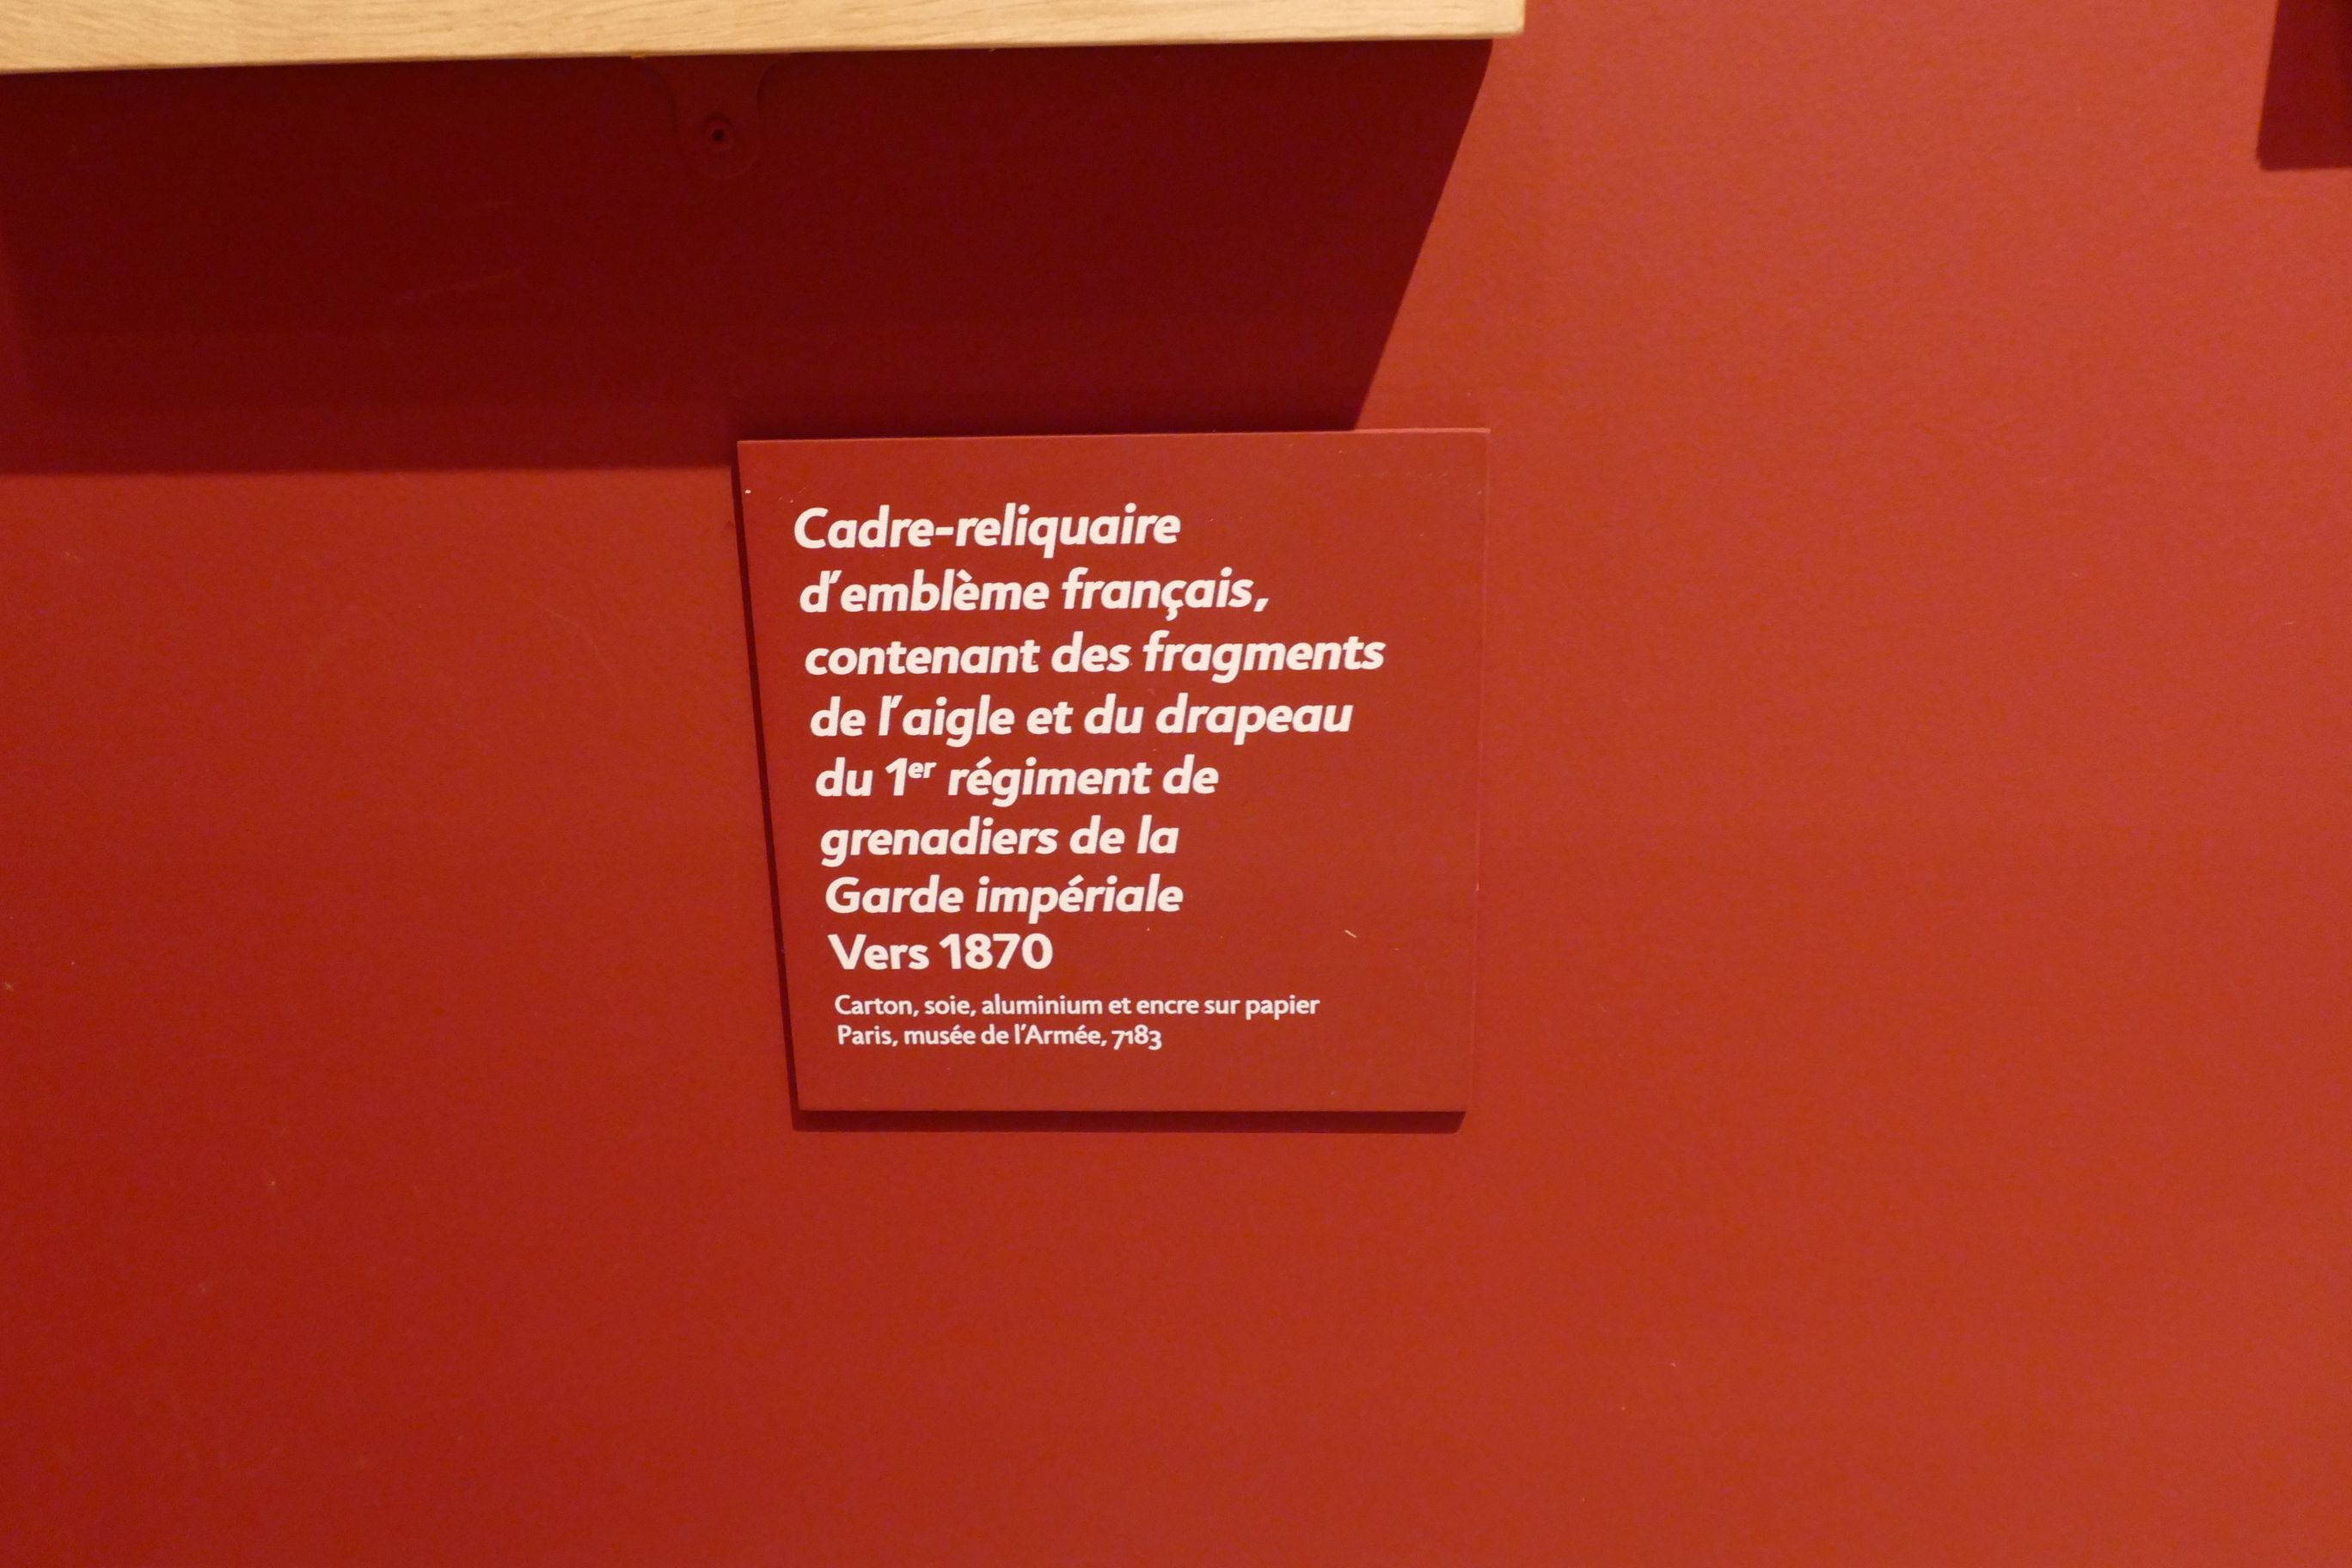 Cadre-reliquaire
d'emblème français,
contenant des fragments
de l'aigle et du drapeau
du 1er régiment de
grenadiers de la
Garde impériale
Vers 1870
Carton, soie, aluminium et encre sur papier
Paris, musée de l'Armée, 7183